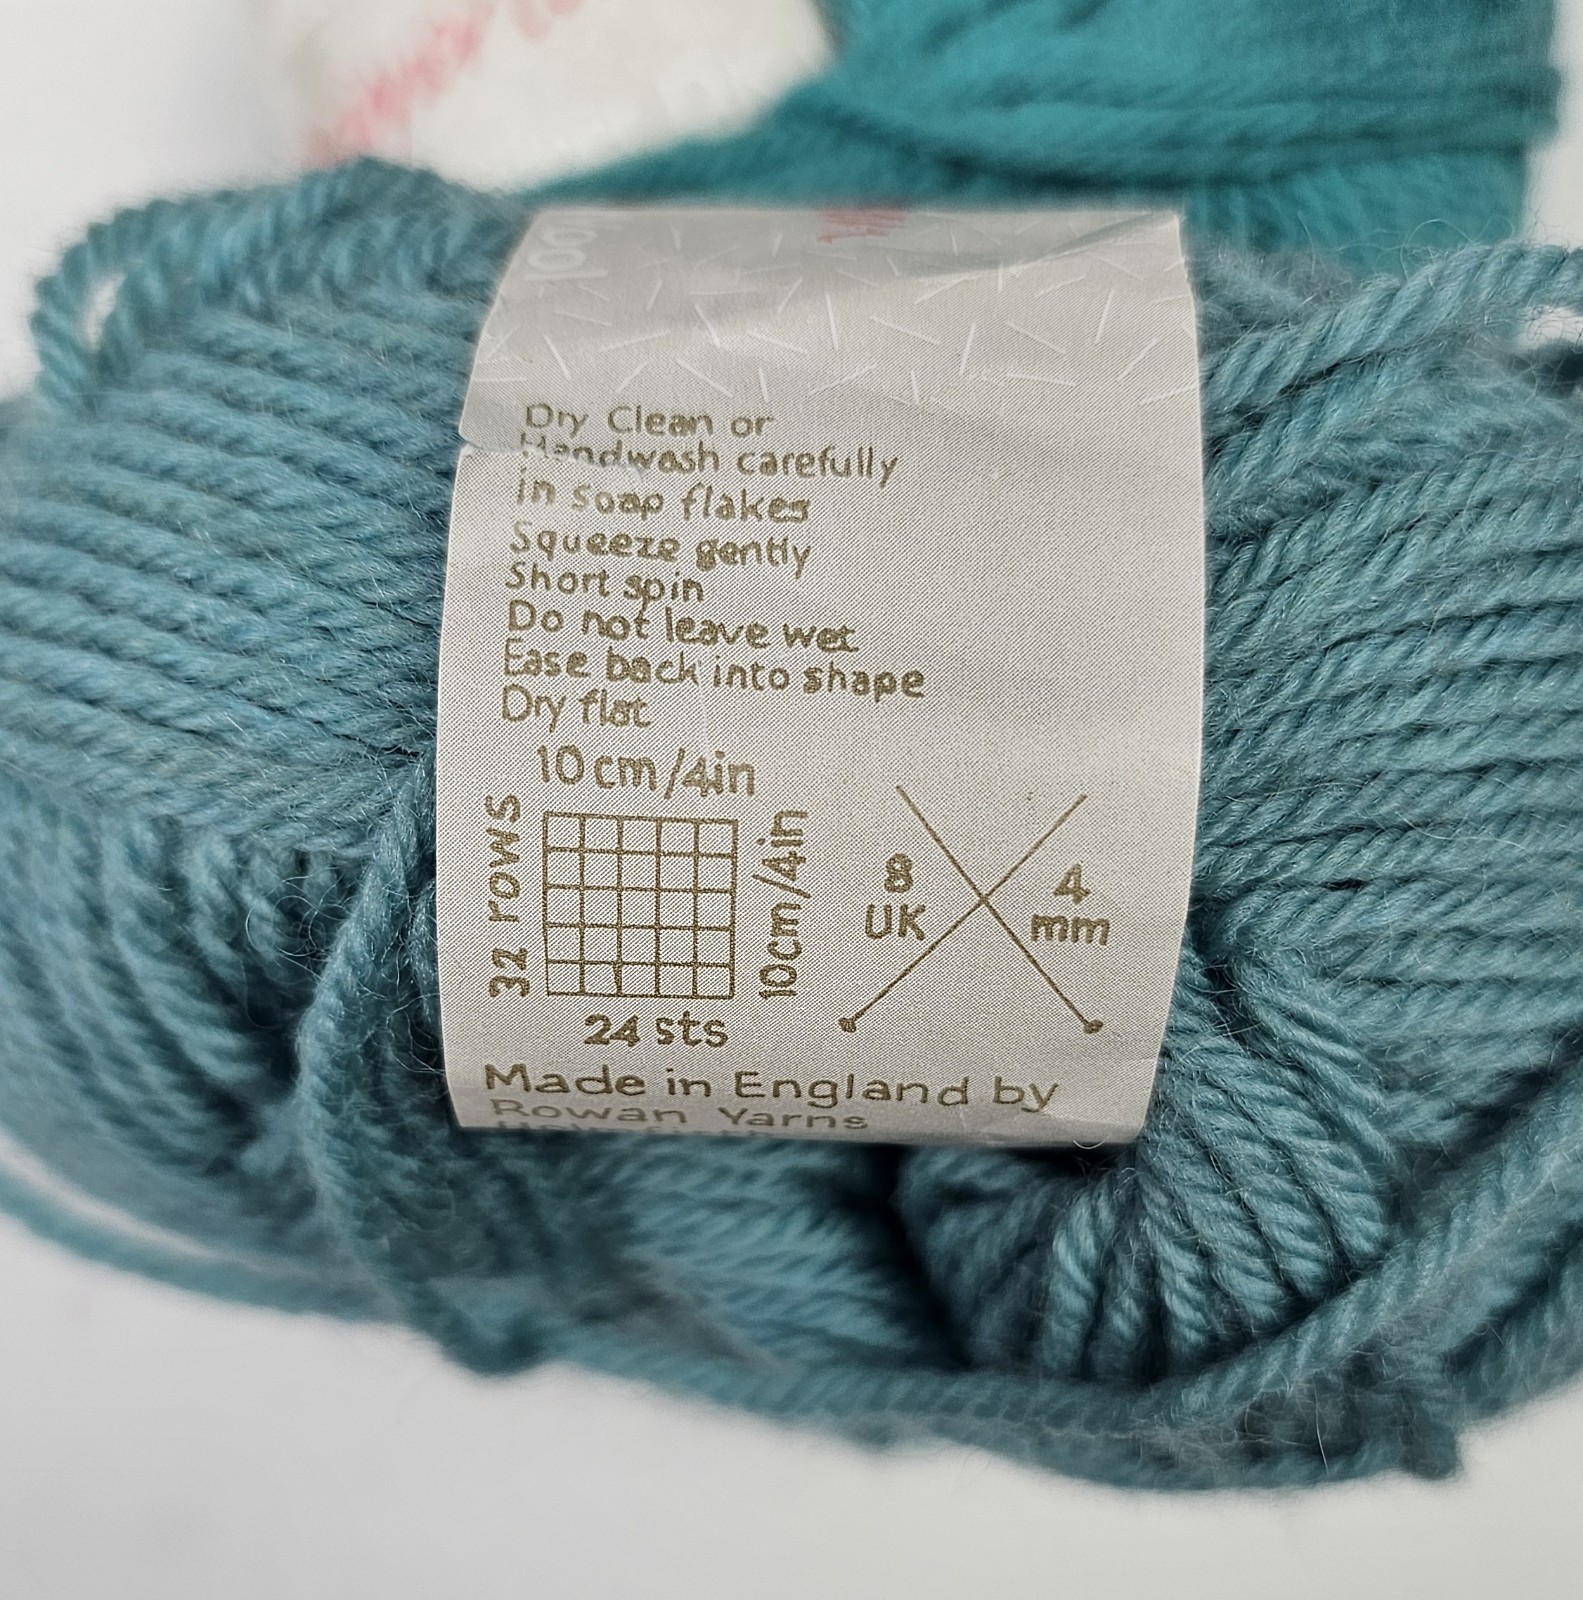 Dry Clean or
Handwash carefully
in soap flakes
Squeeze gently
Short spin
Do not leave wet
Ease back into shape
Dry flat
10cm/4in
32 rows
10cm/4in
24 sts
8
UK
4
mm
Made in England by
Rowan Yarns